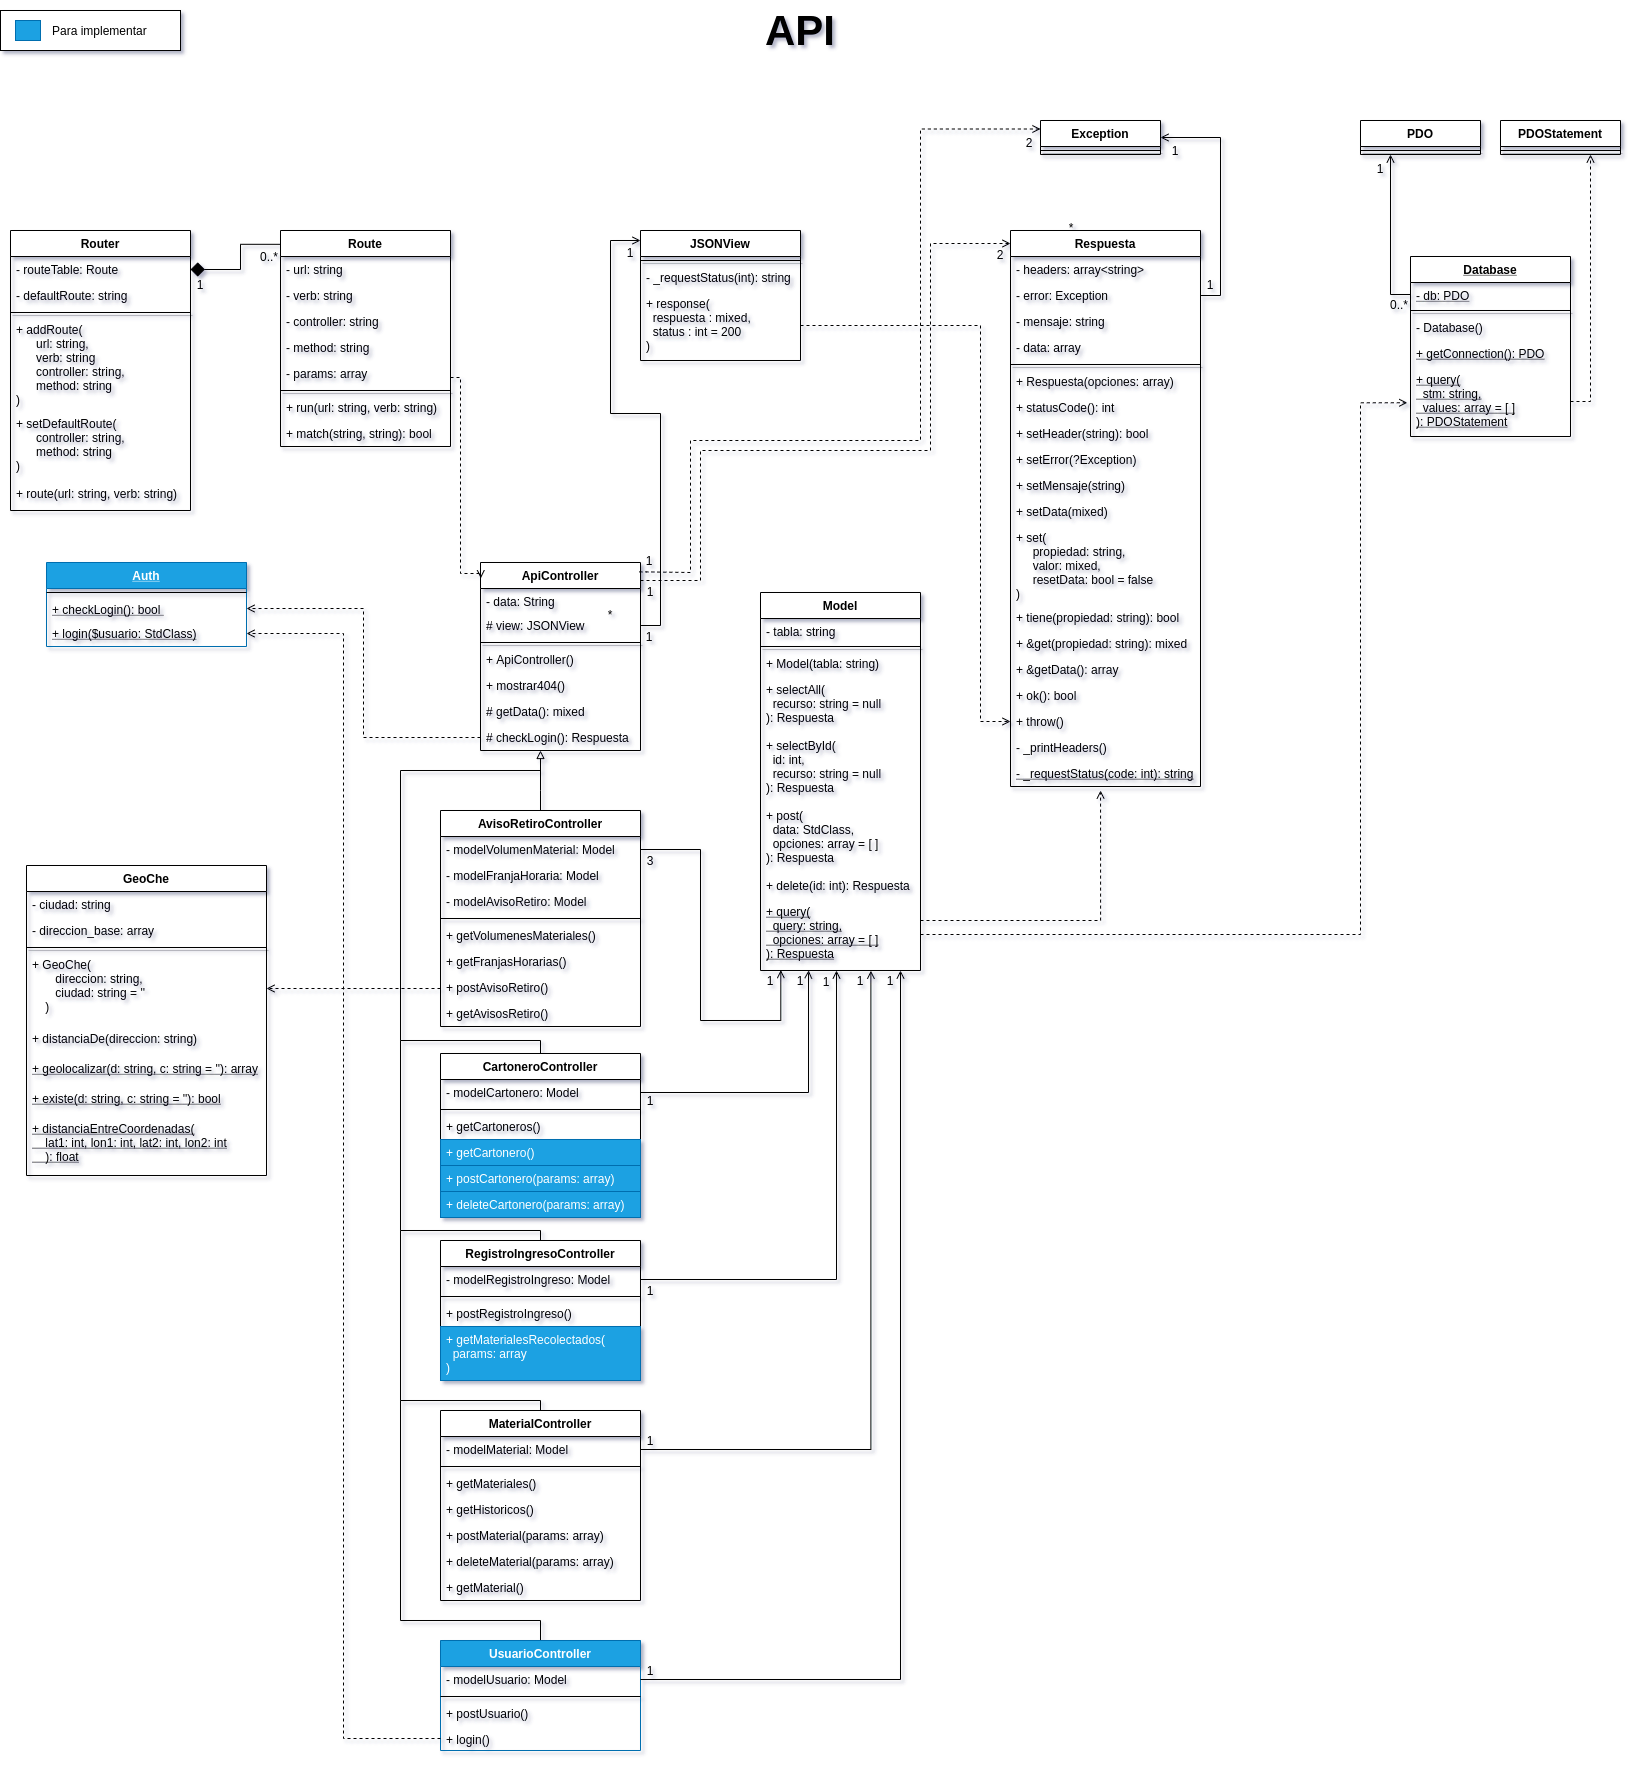 Para implementar
API
Exception
2
1
PDO
1
PDOStatement
Router
- routeTable: Route
- defaultRoute: string
+ addRoute(
url: string,
verb: string
controller: string,
method: string
)
+ setDefaultRoute(
controller: string,
method: string
)
+ route(url: string, verb: string)
1
0..*
Route
- url: string
- verb: string
- controller: string
- method: string
- params: array
+ run(url: string, verb: string)
+ match(string, string): bool
1
JSONView
- _requestStatus(int): string
+ response(
respuesta : mixed,
status : int = 200
)
*
2
Respuesta
- headers: array<string>
- error: Exception
- mensaje: string
- data: array
+ Respuesta(opciones: array)
+ statusCode(): int
+ setHeader(string): bool
+ setError(?Exception)
+ setMensaje(string)
+ setData(mixed)
+ set(
propiedad: string,
valor: mixed,
resetData: bool = false
)
+ tiene(propiedad: string): bool
+ &get(propiedad: string): mixed
+ &getData(): array
+ ok(): bool
+ throw()
- _printHeaders()
- _requestStatus(code: int): string
1
Database
- db: PDO
0..*
- Database()
+ getConnection(): PDO
+ query(
stm: string,
values: array = [ ]
): PDOStatement
Auth
+ checkLogin(): bool
+ login($usuario: StdClass)
ApiController
- data: String
*
# view: JSONView
+ ApiController()
+ mostrar404()
# getData(): mixed
# checkLogin(): Respuesta
1
1
1
Model
- tabla: string
+ Model(tabla: string)
+ selectAll(
recurso: string = null
): Respuesta
+ selectById(
id: int,
recurso: string = null
): Respuesta
+ post(
data: StdClass,
opciones: array = [ ]
): Respuesta
+ delete(id: int): Respuesta
+ query(
query: string,
opciones: array = [ ]
): Respuesta
1
1
1
1
1
AvisoRetiroController
- modelVolumenMaterial: Model
- modelFranjaHoraria: Model
- modelAvisoRetiro: Model
+ getVolumenesMateriales()
+ getFranjasHorarias()
+ postAvisoRetiro()
+ getAvisosRetiro()
3
GeoChe
- ciudad: string
- direccion_base: array
+ GeoChe(
direccion: string,
ciudad: string = ''
)
+ distanciaDe(direccion: string)
+ geolocalizar(d: string, c: string = ''): array
+ existe(d: string, c: string = ''): bool
+ distanciaEntreCoordenadas(
lat1: int, lon1: int, lat2: int, lon2: int
): float
CartoneroController
- modelCartonero: Model
+ getCartoneros()
+ getCartonero()
+ postCartonero(params: array)
+ deleteCartonero(params: array)
1
RegistroIngresoController
- modelRegistroIngreso: Model
+ postRegistroIngreso()
+ getMaterialesRecolectados(
params: array
)
1
MaterialController
- modelMaterial: Model
+ getMateriales()
+ getHistoricos()
+ postMaterial(params: array)
+ deleteMaterial(params: array)
+ getMaterial()
1
UsuarioController
- modelUsuario: Model
+ postUsuario()
+ login()
1